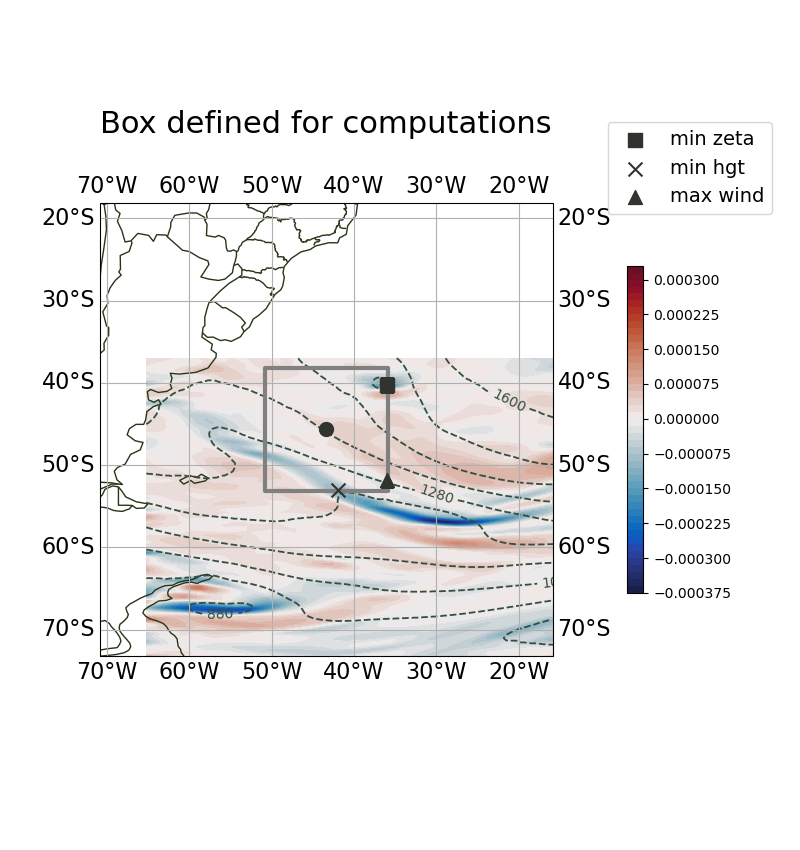 Box defined for computations
min zeta
min hgt
max wind
70°W 60°W 50°W 40°W 30°W 20°W
20°S 20°S
30°S 30°S
40°S 40°S
50°S 50°S
60°S 60°S
70°S 70°S
70°W 60°W 50°W 40°W 30°W 20°W
1600
1280
10
880
0.000300
0.000225
0.000150
0.000075
0.000000
−0.000075
−0.000150
−0.000225
−0.000300
−0.000375